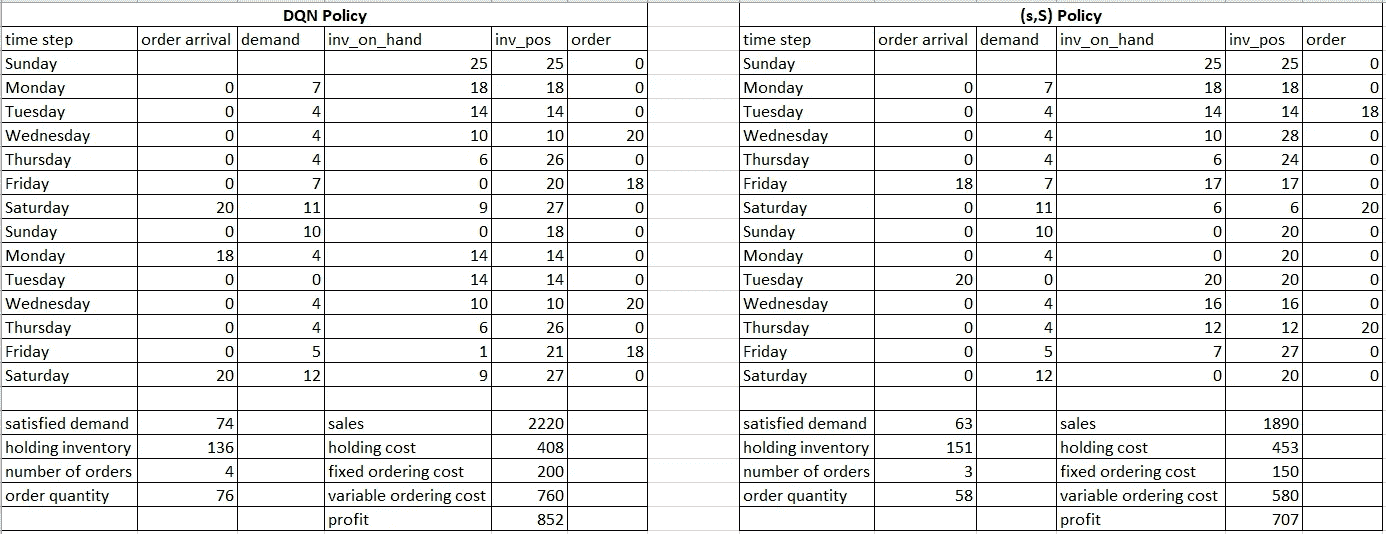 DQN Policy (s,S) Policy
time step order arrival demand inv_on_hand inv_pos order time step order arrival demand inv_on_hand inv_pos order
Sunday 25 25 0 Sunday 25 25 0
Monday 0 7 18 18 0 Monday 0 7 18 18 0
Tuesday 0 4 14 14 0 Tuesday 0 4 14 14 18
Wednesday 0 4 10 10 20 Wednesday 0 4 10 28 0
Thursday 0 4 6 26 0 Thursday 0 4 6 24 0
Friday 0 7 0 20 18 Friday 18 7 17 17 0
Saturday 20 11 9 27 0 Saturday 0 11 6 6 20
Sunday 0 10 0 18 0 Sunday 0 10 0 20 0
Monday 18 4 14 14 0 Monday 0 4 0 20 0
Tuesday 0 0 14 14 0 Tuesday 20 0 20 20 0
Wednesday 0 4 10 10 20 Wednesday 0 4 16 16 0
Thursday 0 4 6 26 0 Thursday 0 4 12 12 20
Friday 0 5 1 21 18 Friday 0 5 7 27 0
Saturday 20 12 9 27 0 Saturday 0 12 0 20 0
satisfied demand 74 sales 2220 satisfied demand 63 sales 1890
holding inventory 136 holding cost 408 holding inventory 151 holding cost 453
number of orders 4 fixed ordering cost 200 number of orders 3 fixed ordering cost 150
order quantity 76 variable ordering cost 760 order quantity 58 variable ordering cost 580
profit 852 profit 707